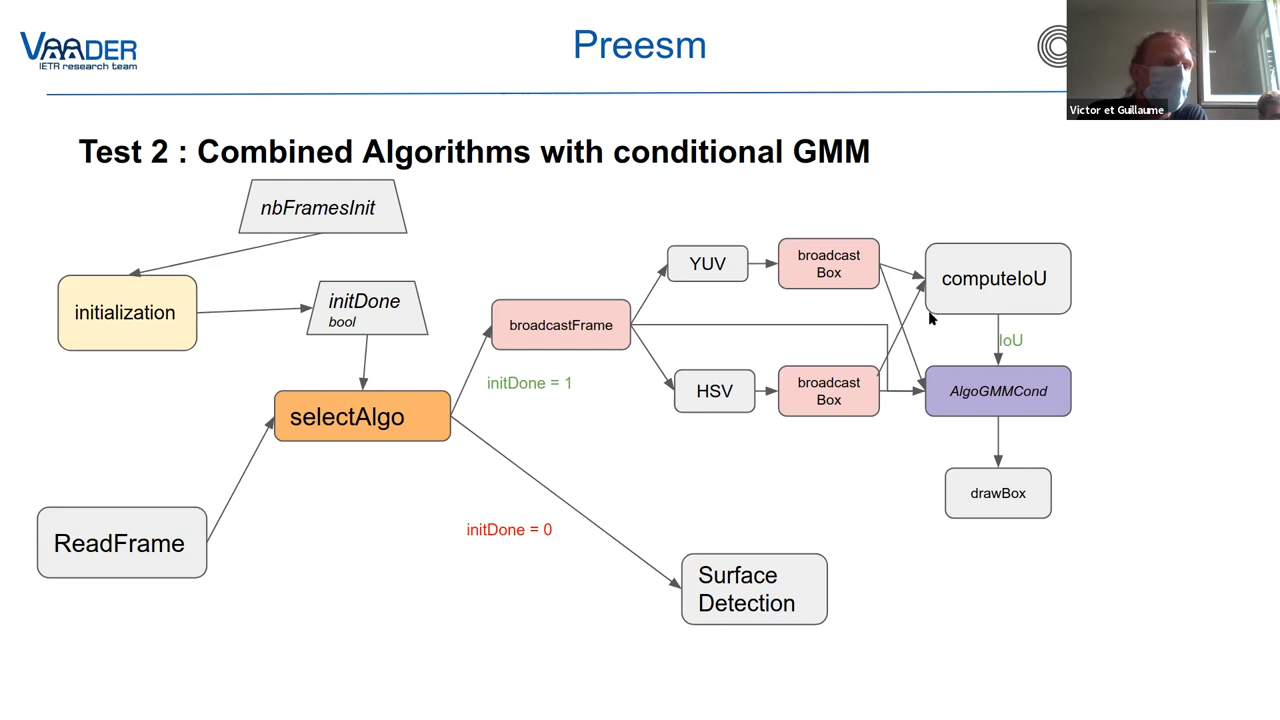 VAADER
IETR research team
Preesm
Victor et Guillaume
Test 2 : Combined Algorithms with conditional GMM
nbFramesInit
initialization
initDone
bool
selectAlgo
ReadFrame
initDone = 1
initDone = 0
broadcastFrame
YUV
broadcast
Box
HSV
broadcast
Box
computeIoU
IoU
AlgoGMMCond
drawBox
Surface
Detection